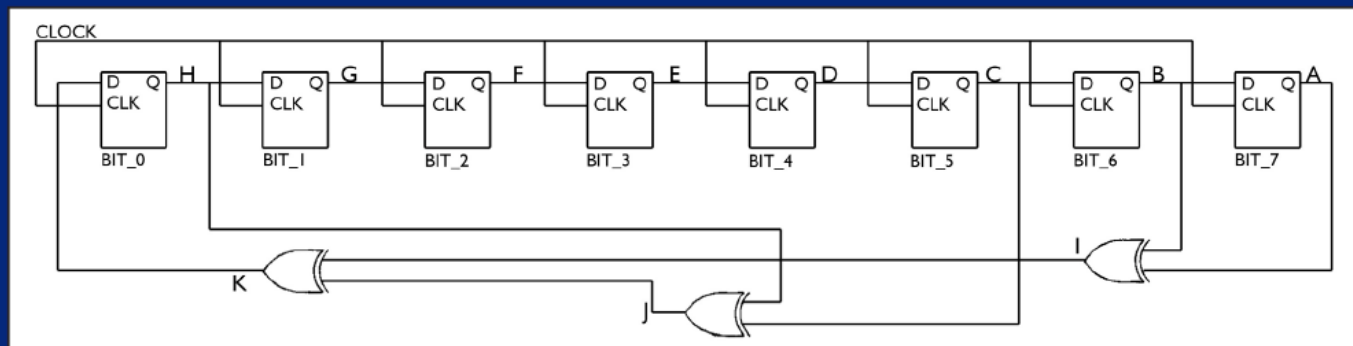 CLOCK
D Q H D Q G D Q F D Q E D Q D D Q C D Q B D Q A
CLK CLK CLK CLK CLK CLK CLK CLK
BIT_0 BIT_1 BIT_2 BIT_3 BIT_4 BIT_5 BIT_6 BIT_7
I
K
J